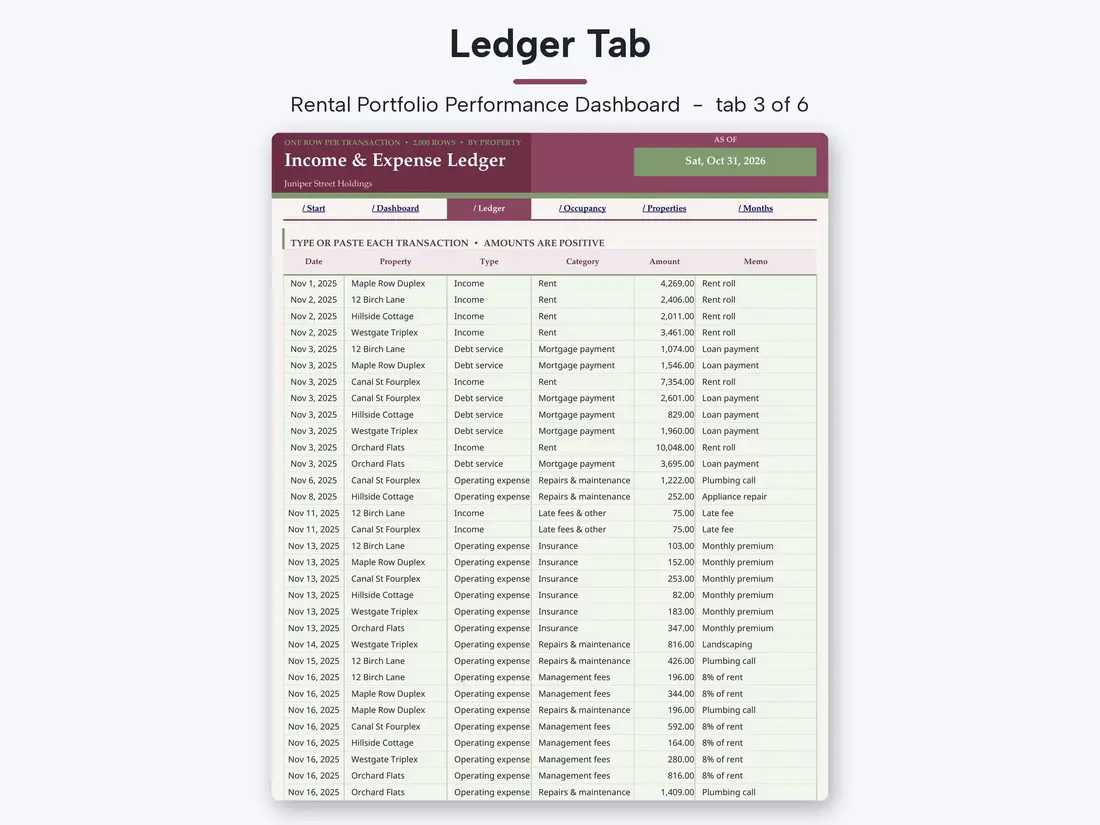 Ledger Tab
Rental Portfolio Performance Dashboard – tab 3 of 6
ONE ROW PER TRANSACTION • 2,000 ROWS • BY PROPERTY
AS OF
Income & Expense Ledger
Sat, Oct 31, 2026
Juniper Street Holdings
/ Start / Dashboard / Ledger / Occupancy / Properties / Months
TYPE OR PASTE EACH TRANSACTION • AMOUNTS ARE POSITIVE
Date Property Type Category Amount Memo
Nov 1, 2025 Maple Row Duplex Income Rent 4,269.00 Rent roll
Nov 2, 2025 12 Birch Lane Income Rent 2,406.00 Rent roll
Nov 2, 2025 Hillside Cottage Income Rent 2,011.00 Rent roll
Nov 2, 2025 Westgate Triplex Income Rent 3,461.00 Rent roll
Nov 3, 2025 12 Birch Lane Debt service Mortgage payment 1,074.00 Loan payment
Nov 3, 2025 Maple Row Duplex Debt service Mortgage payment 1,546.00 Loan payment
Nov 3, 2025 Canal St Fourplex Income Rent 7,354.00 Rent roll
Nov 3, 2025 Canal St Fourplex Debt service Mortgage payment 2,601.00 Loan payment
Nov 3, 2025 Hillside Cottage Debt service Mortgage payment 829.00 Loan payment
Nov 3, 2025 Westgate Triplex Debt service Mortgage payment 1,960.00 Loan payment
Nov 3, 2025 Orchard Flats Income Rent 10,048.00 Rent roll
Nov 3, 2025 Orchard Flats Debt service Mortgage payment 3,695.00 Loan payment
Nov 6, 2025 Canal St Fourplex Operating expense Repairs & maintenance 1,222.00 Plumbing call
Nov 8, 2025 Hillside Cottage Operating expense Repairs & maintenance 252.00 Appliance repair
Nov 11, 2025 12 Birch Lane Income Late fees & other 75.00 Late fee
Nov 11, 2025 Canal St Fourplex Income Late fees & other 75.00 Late fee
Nov 13, 2025 12 Birch Lane Operating expense Insurance 103.00 Monthly premium
Nov 13, 2025 Maple Row Duplex Operating expense Insurance 152.00 Monthly premium
Nov 13, 2025 Canal St Fourplex Operating expense Insurance 253.00 Monthly premium
Nov 13, 2025 Hillside Cottage Operating expense Insurance 82.00 Monthly premium
Nov 13, 2025 Westgate Triplex Operating expense Insurance 183.00 Monthly premium
Nov 13, 2025 Orchard Flats Operating expense Insurance 347.00 Monthly premium
Nov 14, 2025 Westgate Triplex Operating expense Repairs & maintenance 816.00 Landscaping
Nov 15, 2025 12 Birch Lane Operating expense Repairs & maintenance 426.00 Plumbing call
Nov 16, 2025 12 Birch Lane Operating expense Management fees 196.00 8% of rent
Nov 16, 2025 Maple Row Duplex Operating expense Management fees 344.00 8% of rent
Nov 16, 2025 Maple Row Duplex Operating expense Repairs & maintenance 196.00 Plumbing call
Nov 16, 2025 Canal St Fourplex Operating expense Management fees 592.00 8% of rent
Nov 16, 2025 Hillside Cottage Operating expense Management fees 164.00 8% of rent
Nov 16, 2025 Westgate Triplex Operating expense Management fees 280.00 8% of rent
Nov 16, 2025 Orchard Flats Operating expense Management fees 816.00 8% of rent
Nov 16, 2025 Orchard Flats Operating expense Repairs & maintenance 1,409.00 Plumbing call